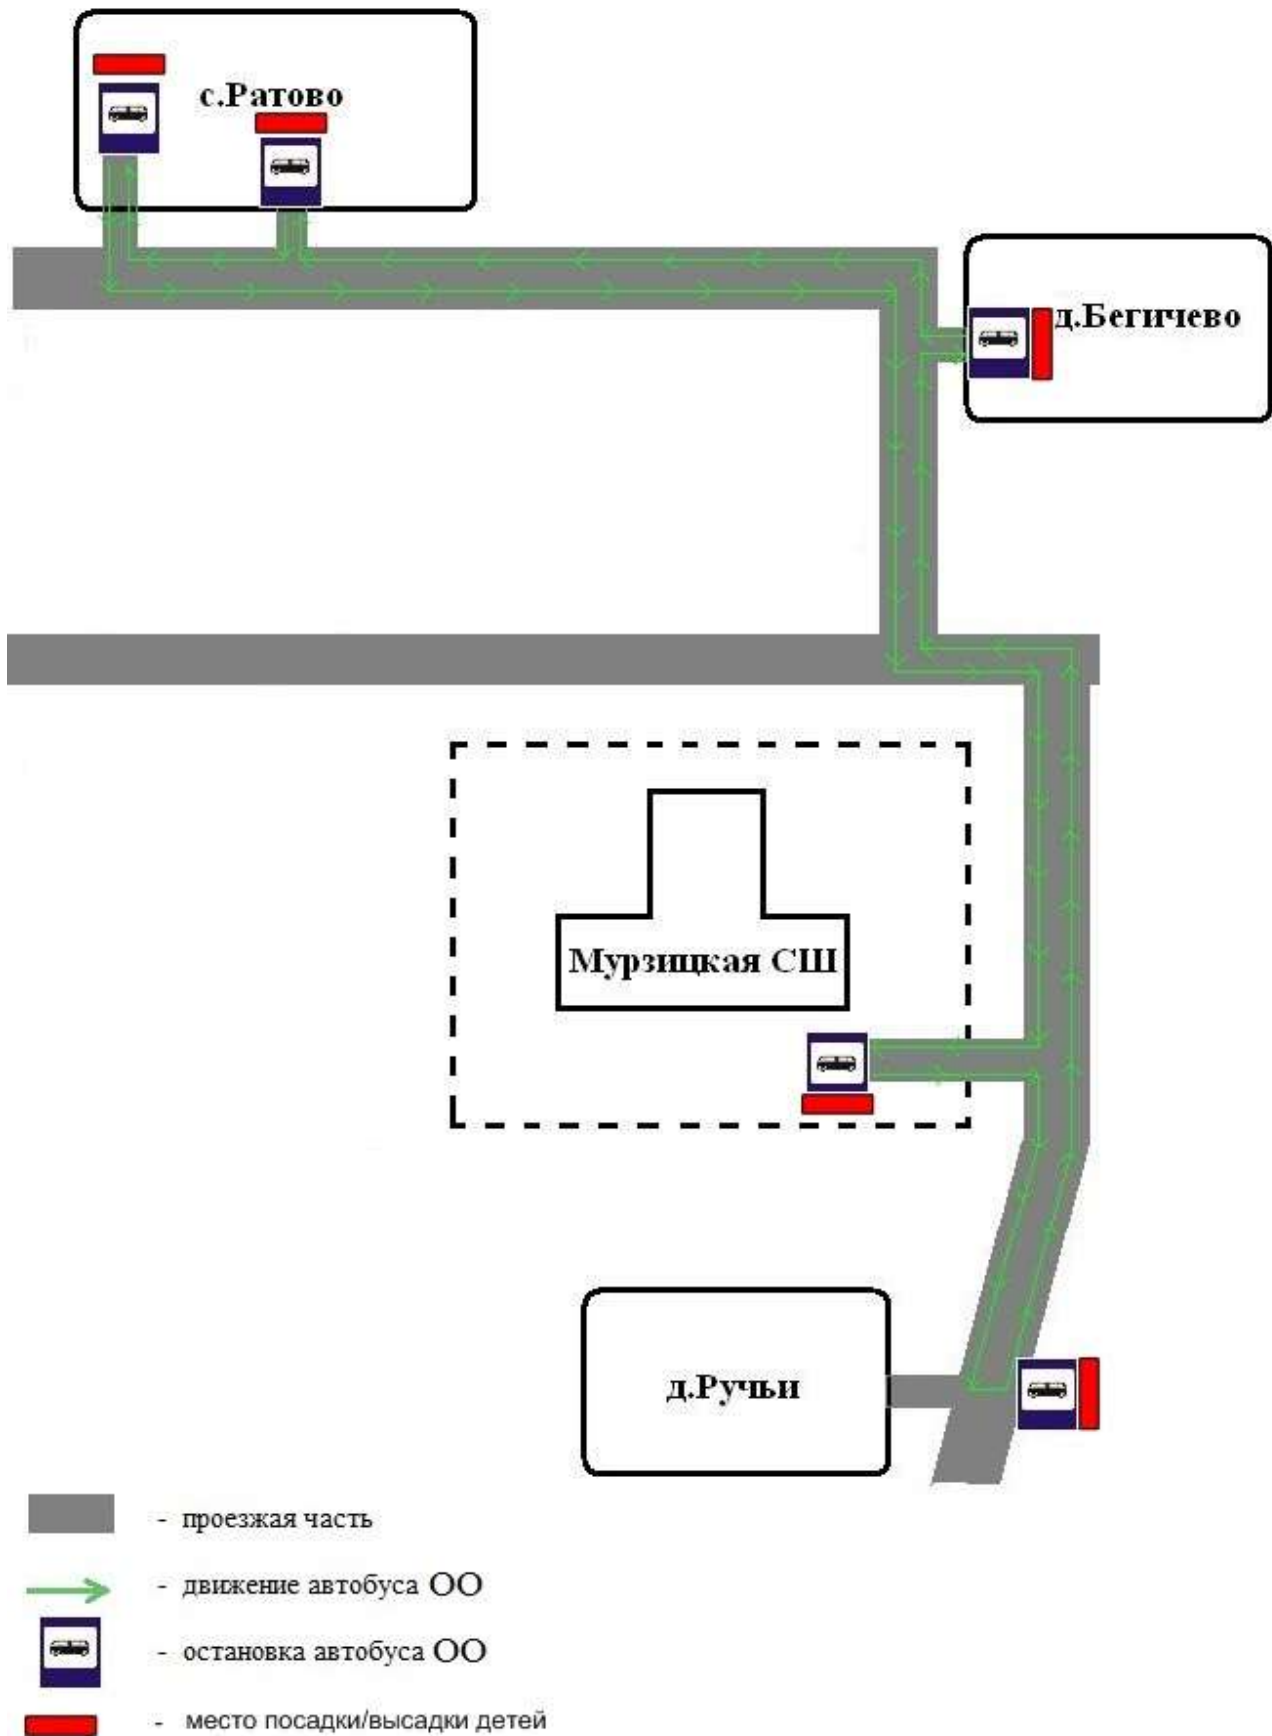 с.Ратово
д.Бегичево
Мурзицкая СШ
д.Ручьи
- проезжая часть
- движение автобуса ОО
- остановка автобуса ОО
- место посадки/высадки детей